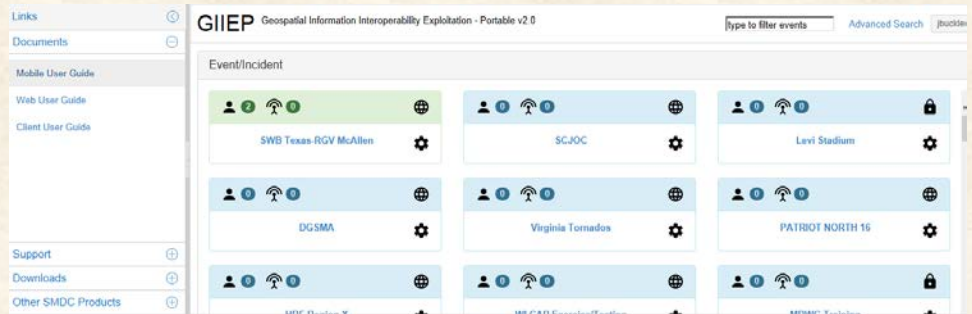 Links
Documents
Mobile User Guide
Web User Guide
Client User Guide
Support
Downloads
Other SMDC Products
GIIEP Geospatial Information Interoperability Exploitation - Portable v2.0
type to filter events Advanced Search
Event/Incident
2 0 0 0 0 0
SWB Texas-RGV McAllen SCJOC Levi Stadium
0 0 0 0 0 0
DGSMA Virginia Tornados PATRIOT NORTH 16
0 0 0 0 0 0